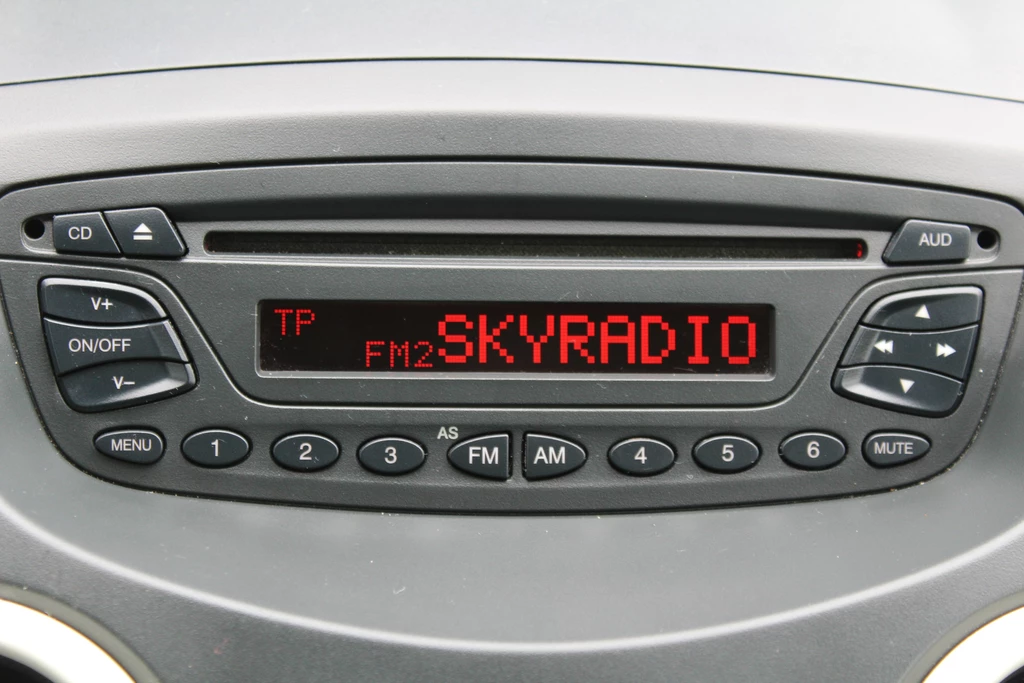 CD ⏏ AUD
TP
FM2 SKYRADIO
V+
ON/OFF
V−
▲
◀◀ ▶▶
▼
AS
MENU 1 2 3 FM AM 4 5 6 MUTE